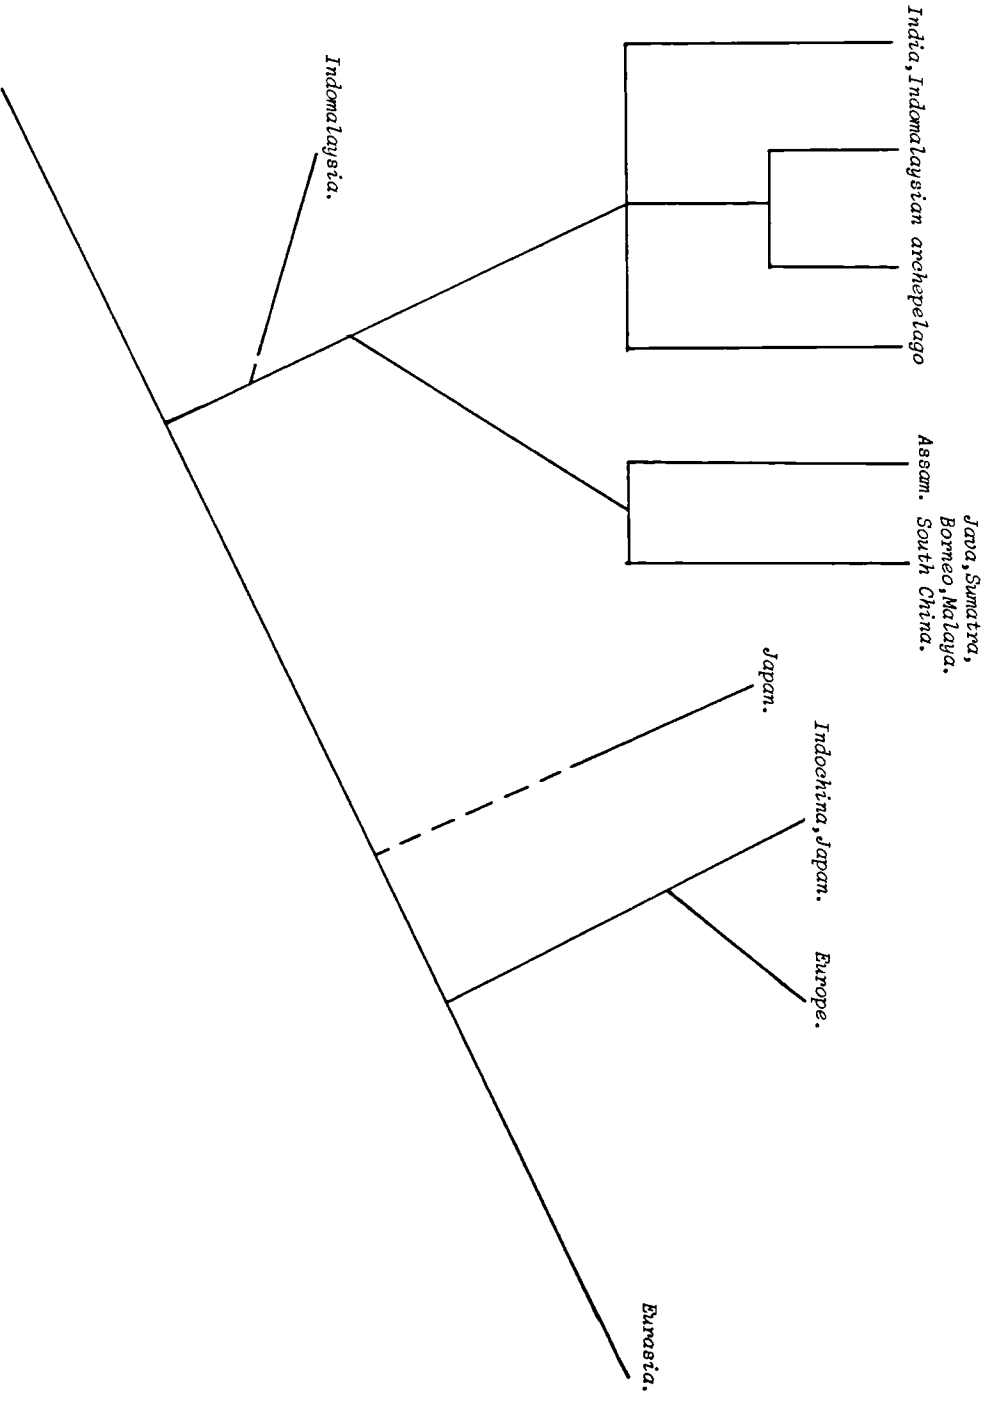 India,Indomalaysian archepelago
Assam.
Java,Sumatra,
Borneo,Malaya.
South China.
Japan.
Indochina,Japan.
Europe.
Indomalaysia.
Eurasia.